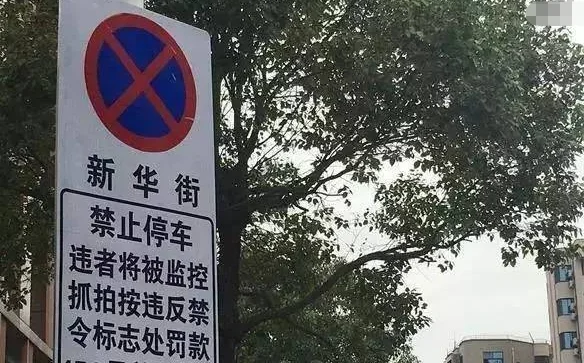 新华街
禁止停车
违者将被监控
抓拍按违反禁
令标志处罚款